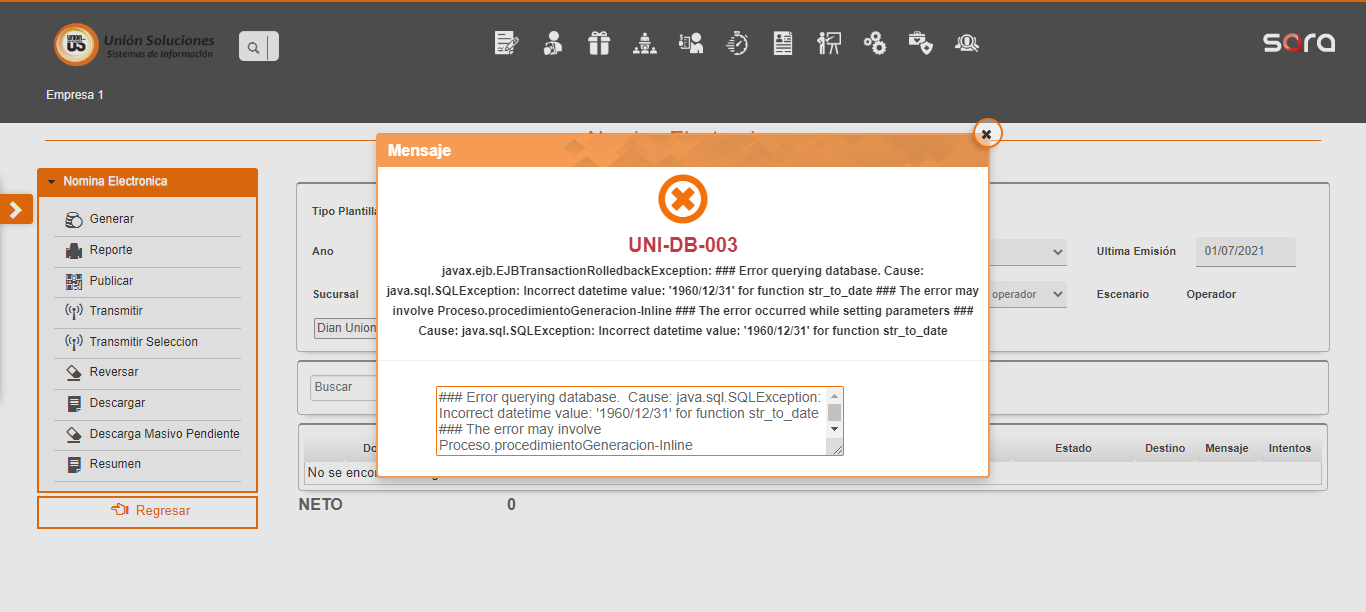 UNION
US
Unión Soluciones
Sistemas de Información
sara
Empresa 1
Mensaje
Nomina Electronica
Generar
Reporte
Publicar
Transmitir
Transmitir Seleccion
Reversar
Descargar
Descarga Masivo Pendiente
Resumen
Regresar
Tipo Plantilla
Ano
Ultima Emisión
01/07/2021
Sucursal
operador
Escenario
Operador
Dian Union
Buscar
UNI-DB-003
javax.ejb.EJBTransactionRolledbackException: ### Error querying database. Cause:
java.sql.SQLException: Incorrect datetime value: '1960/12/31' for function str_to_date ### The error may
involve Proceso.procedimientoGeneracion-Inline ### The error occurred while setting parameters ###
Cause: java.sql.SQLException: Incorrect datetime value: '1960/12/31' for function str_to_date
### Error querying database.  Cause: java.sql.SQLException:
Incorrect datetime value: '1960/12/31' for function str_to_date
### The error may involve
Proceso.procedimientoGeneracion-Inline
Do
Estado
Destino
Mensaje
Intentos
No se encon
NETO
0